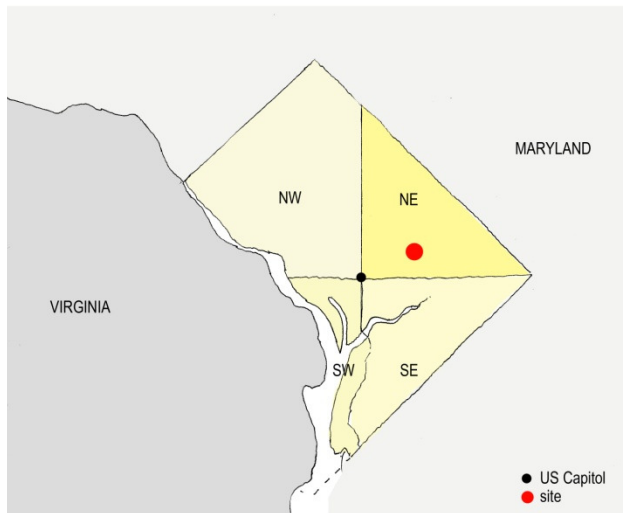 MARYLAND
NW
NE
VIRGINIA
SW
SE
US Capitol
site